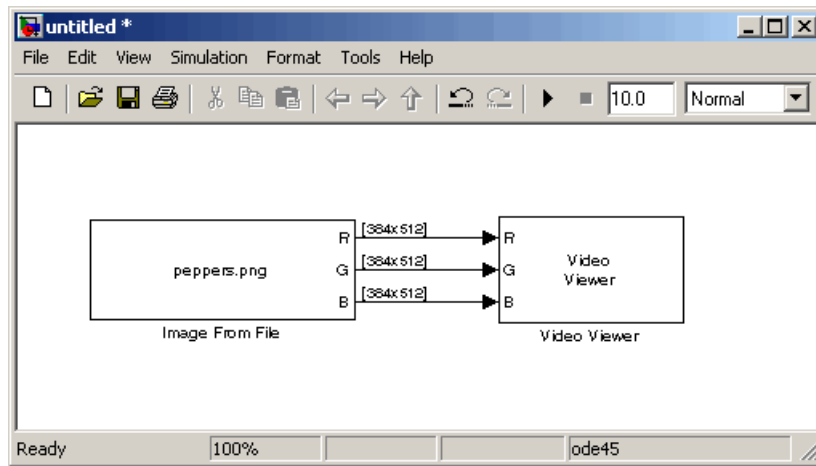 untitled *
File Edit View Simulation Format Tools Help
10.0 Normal
R [384x512] R
peppers.png G [384x512] G Video
Viewer
B [384x512] B
Image From File Video Viewer
Ready 100% ode45